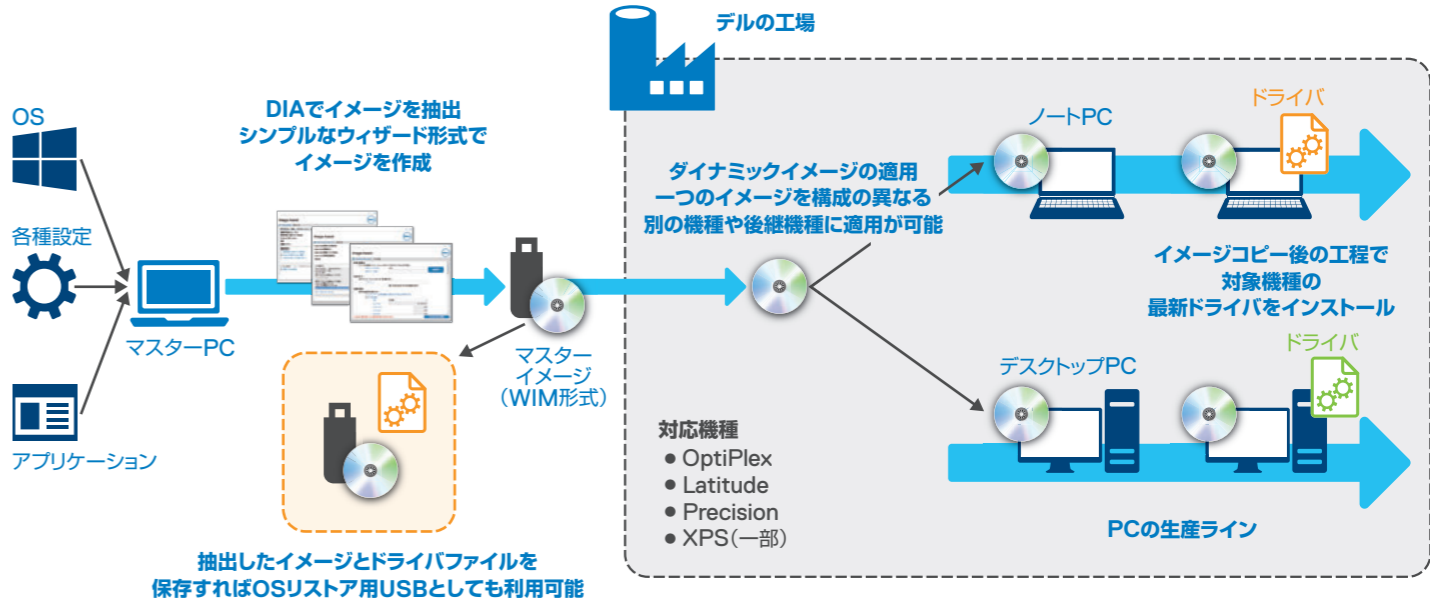 デルの工場
OS
各種設定
アプリケーション
マスターPC
DIAでイメージを抽出
シンプルなウィザード形式で
イメージを作成
マスター
イメージ
（WIM形式）
抽出したイメージとドライバファイルを
保存すればOSリストア用USBとしても利用可能
ダイナミックイメージの適用
一つのイメージを構成の異なる
別の機種や後継機種に適用が可能
ノートPC
ドライバ
イメージコピー後の工程で
対象機種の
最新ドライバをインストール
デスクトップPC
ドライバ
対応機種
● OptiPlex
● Latitude
● Precision
● XPS（一部）
PCの生産ライン